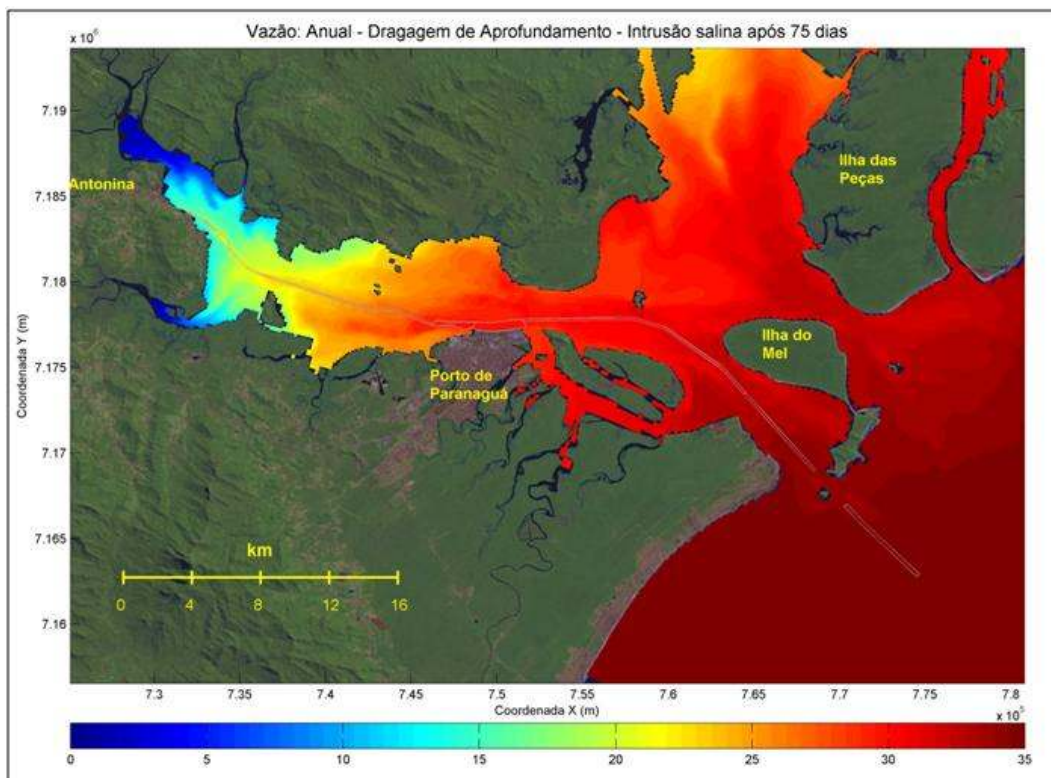 Vazão: Anual - Dragagem de Aprofundamento - Intrusão salina após 75 dias
x 10⁶
7.19
7.185
7.18
7.175
7.17
7.165
7.16
Coordenada Y (m)
Antonina
Ilha das
Peças
Ilha do
Mel
Porto de
Paranaguá
km
0 4 8 12 16
7.3 7.35 7.4 7.45 7.5 7.55 7.6 7.65 7.7 7.75 7.8
Coordenada X (m)
x 10⁵
0 5 10 15 20 25 30 35